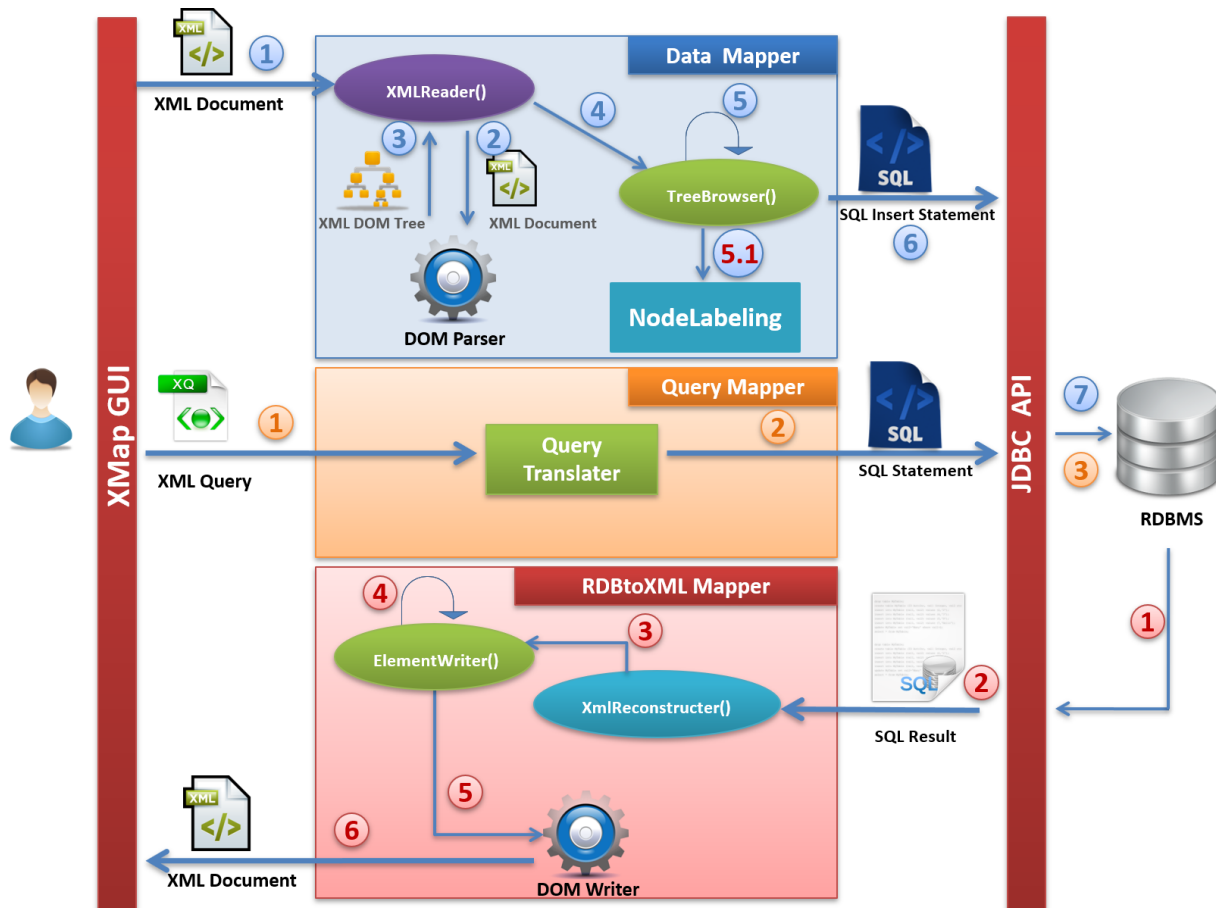 XML
1
XML Document
XMap GUI
Data Mapper
XMLReader()
3
2
XML
XML DOM Tree
XML Document
DOM Parser
4
5
TreeBrowser()
5.1
NodeLabeling
SQL
SQL Insert Statement
6
JDBC API
XQ
1
XML Query
Query Mapper
Query
Translater
2
SQL
SQL Statement
7
3
RDBMS
RDBtoXML Mapper
4
ElementWriter()
3
XmlReconstructer()
SQL
2
SQL Result
1
5
DOM Writer
XML
6
XML Document